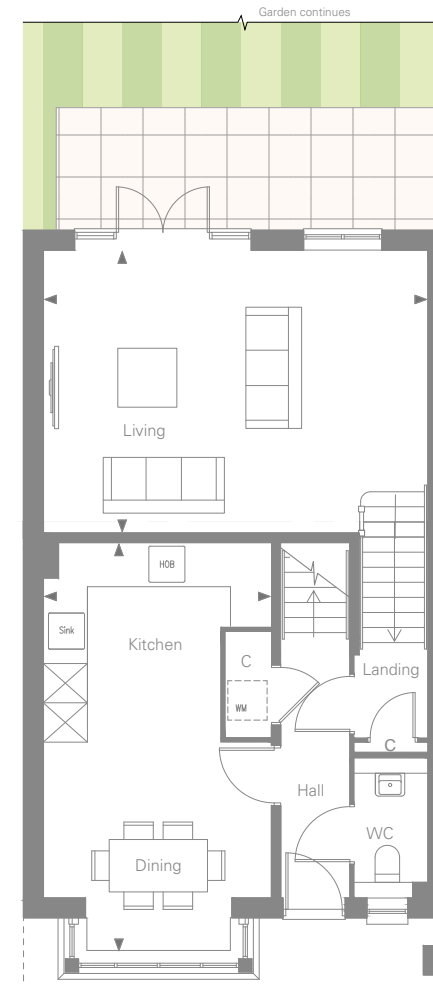 Garden continues
Living
HOB
Sink
Kitchen
C
WM
Landing
C
Hall
WC
Dining